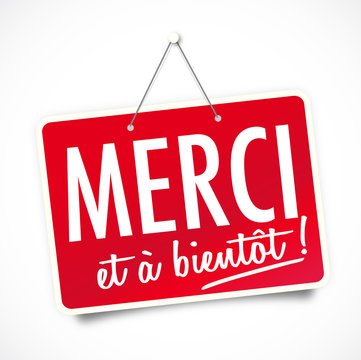 MERCI
et à bientôt !